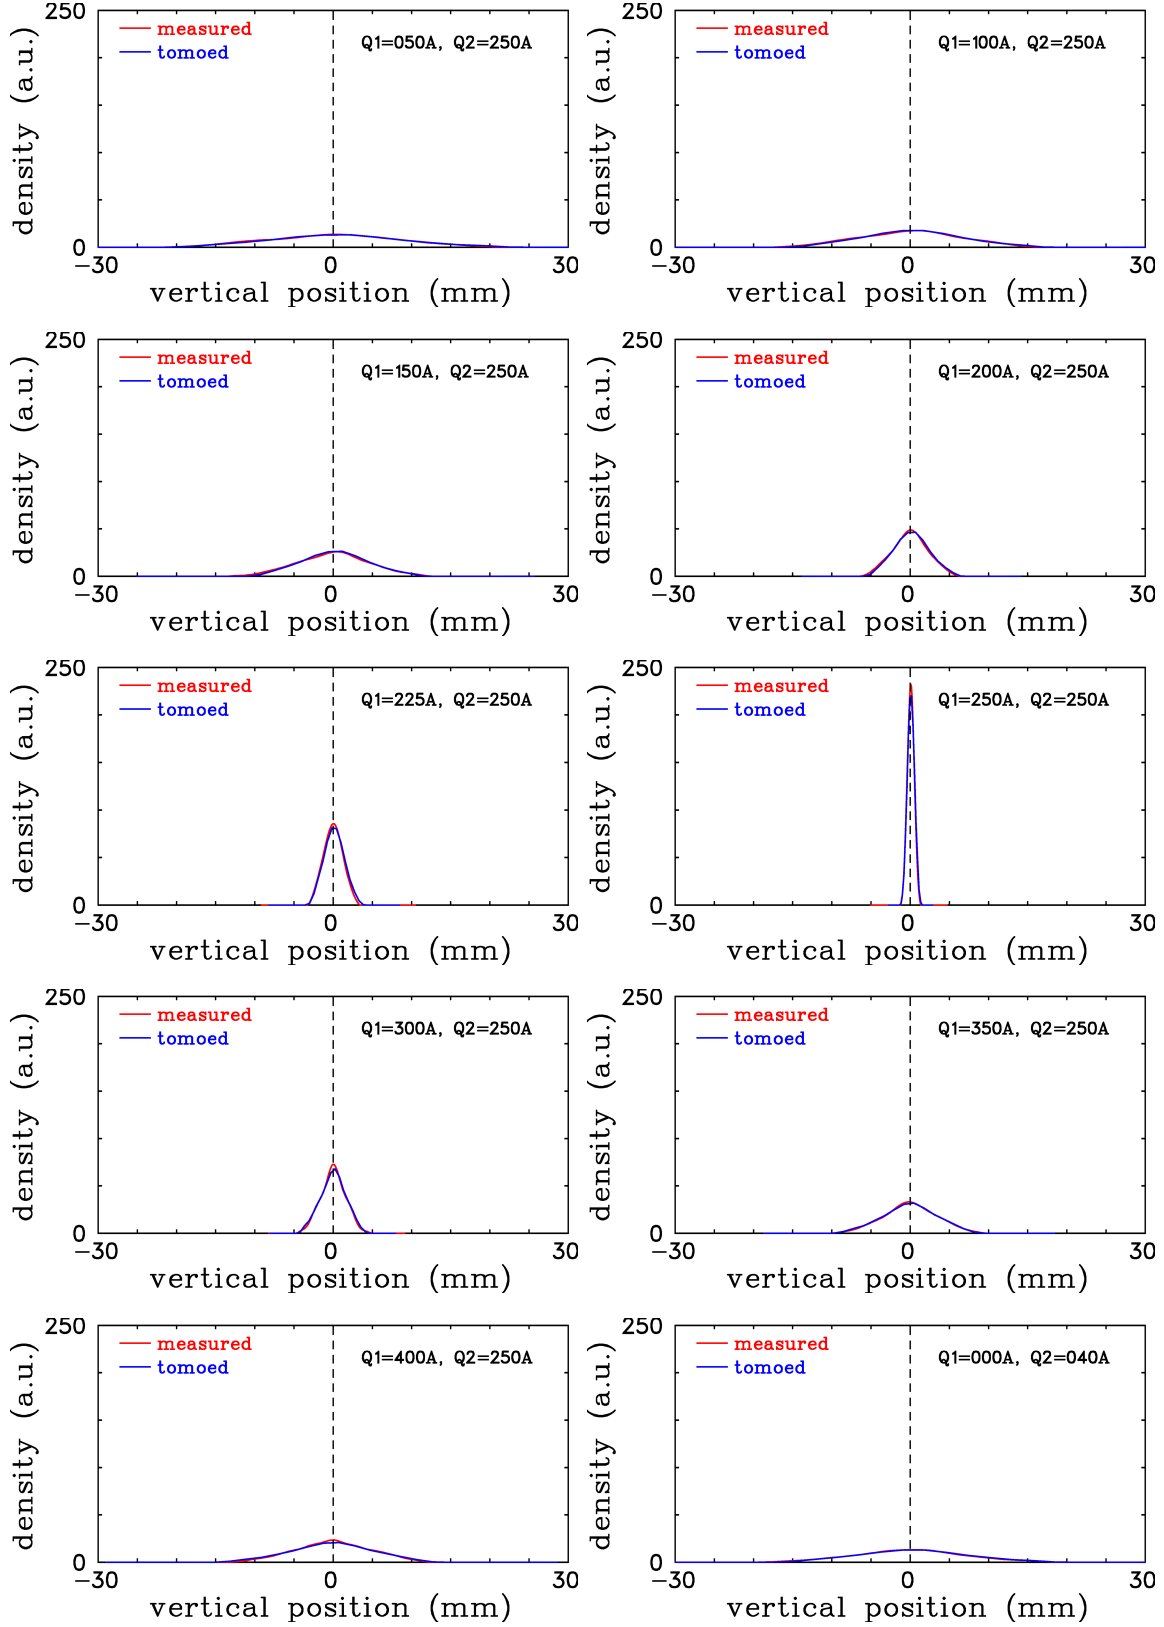 250
measured
tomoed
Q1=050A, Q2=250A
density (a.u.)
0
−30
0
30
vertical position (mm)
250
measured
tomoed
Q1=100A, Q2=250A
density (a.u.)
0
−30
0
30
vertical position (mm)
250
measured
tomoed
Q1=150A, Q2=250A
density (a.u.)
0
−30
0
30
vertical position (mm)
250
measured
tomoed
Q1=200A, Q2=250A
density (a.u.)
0
−30
0
30
vertical position (mm)
250
measured
tomoed
Q1=225A, Q2=250A
density (a.u.)
0
−30
0
30
vertical position (mm)
250
measured
tomoed
Q1=250A, Q2=250A
density (a.u.)
0
−30
0
30
vertical position (mm)
250
measured
tomoed
Q1=300A, Q2=250A
density (a.u.)
0
−30
0
30
vertical position (mm)
250
measured
tomoed
Q1=350A, Q2=250A
density (a.u.)
0
−30
0
30
vertical position (mm)
250
measured
tomoed
Q1=400A, Q2=250A
density (a.u.)
0
−30
0
30
vertical position (mm)
250
measured
tomoed
Q1=000A, Q2=040A
density (a.u.)
0
−30
0
30
vertical position (mm)